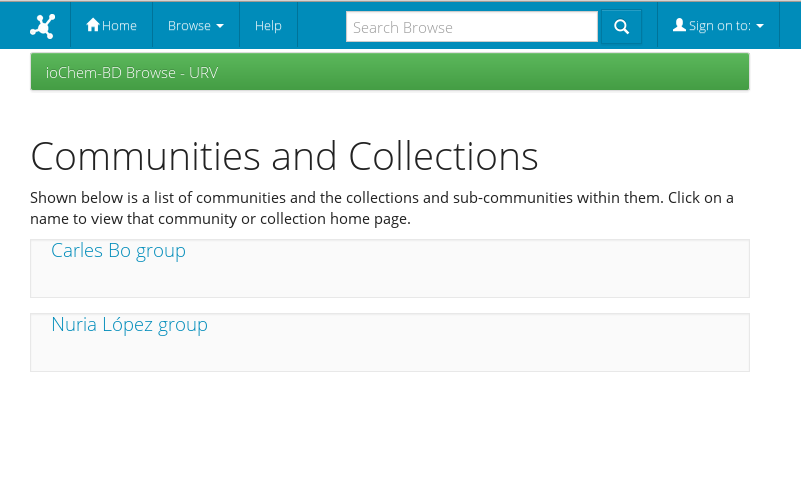 Home Browse Help Search Browse Sign on to:
ioChem-BD Browse - URV
Communities and Collections
Shown below is a list of communities and the collections and sub-communities within them. Click on a
name to view that community or collection home page.
Carles Bo group
Nuria López group